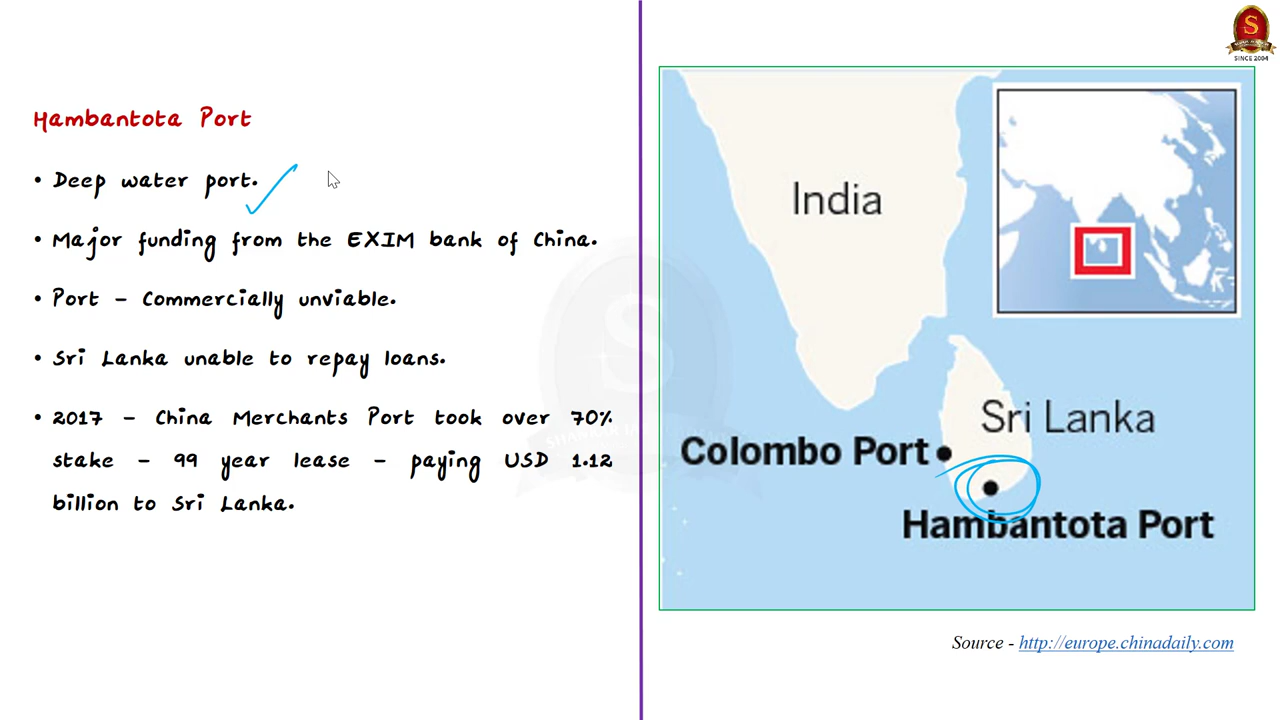 Hambantota Port
• Deep water port.
• Major funding from the EXIM bank of China.
• Port – Commercially unviable.
• Sri Lanka unable to repay loans.
• 2017 – China Merchants Port took over 70%
stake – 99 year lease – paying USD 1.12
billion to Sri Lanka.
S
SINCE 2004
India
Sri Lanka
Colombo Port
Hambantota Port
Source - http://europe.chinadaily.com